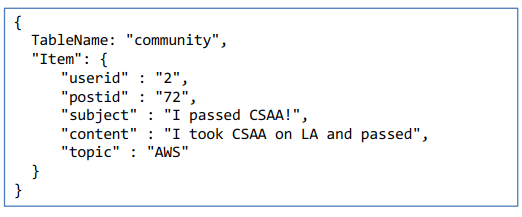 {
  TableName: "community",
  "Item": {
     "userid" : "2",
     "postid" : "72",
     "subject" : "I passed CSAA!",
     "content" : "I took CSAA on LA and passed",
     "topic" : "AWS"
  }
}